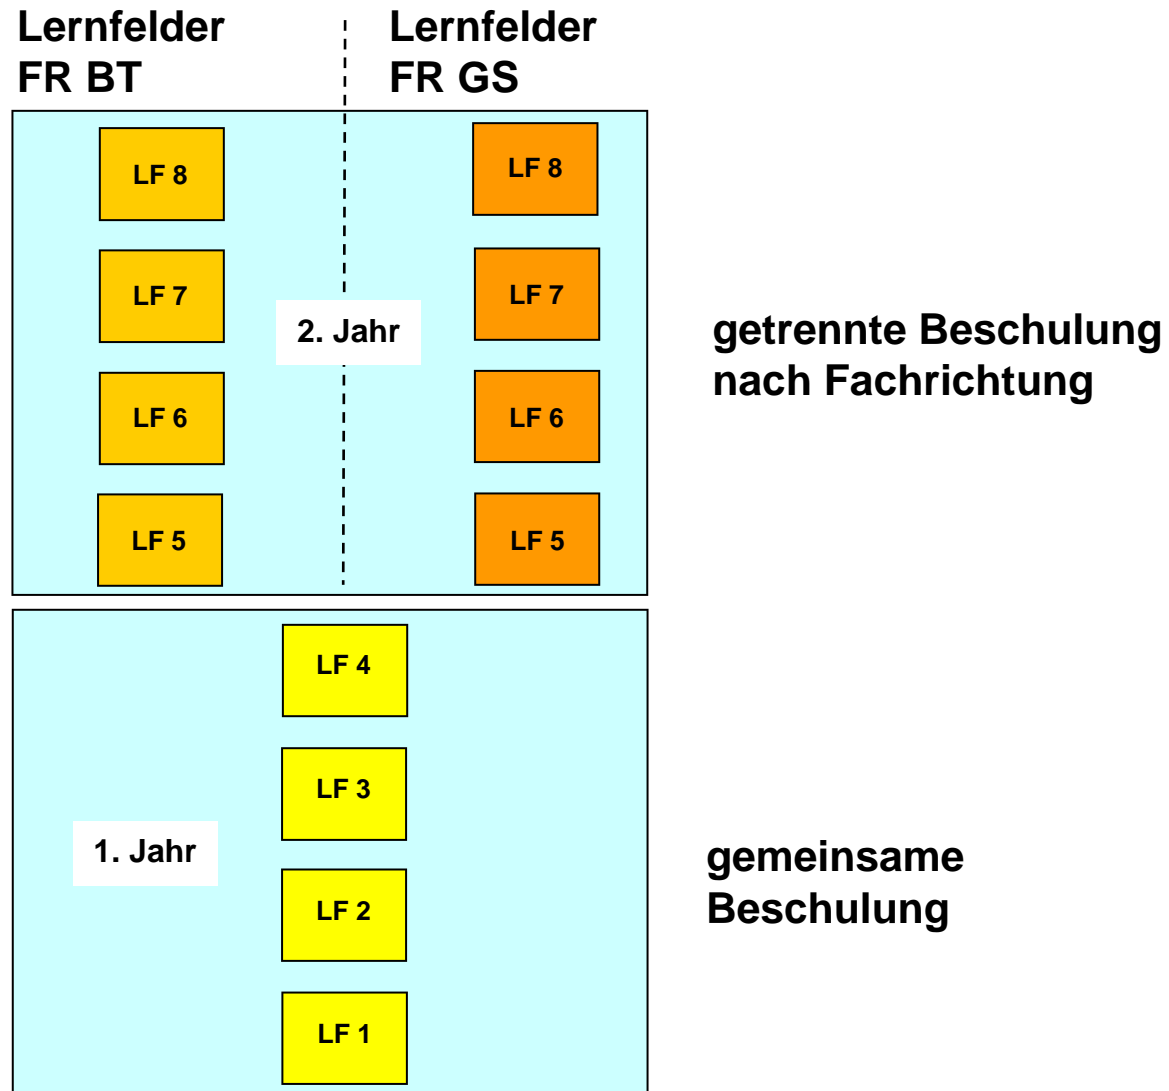 Lernfelder
FR BT
Lernfelder
FR GS
LF 8
LF 8
LF 7
LF 7
2. Jahr
getrennte Beschulung
nach Fachrichtung
LF 6
LF 6
LF 5
LF 5
LF 4
LF 3
1. Jahr
gemeinsame
Beschulung
LF 2
LF 1